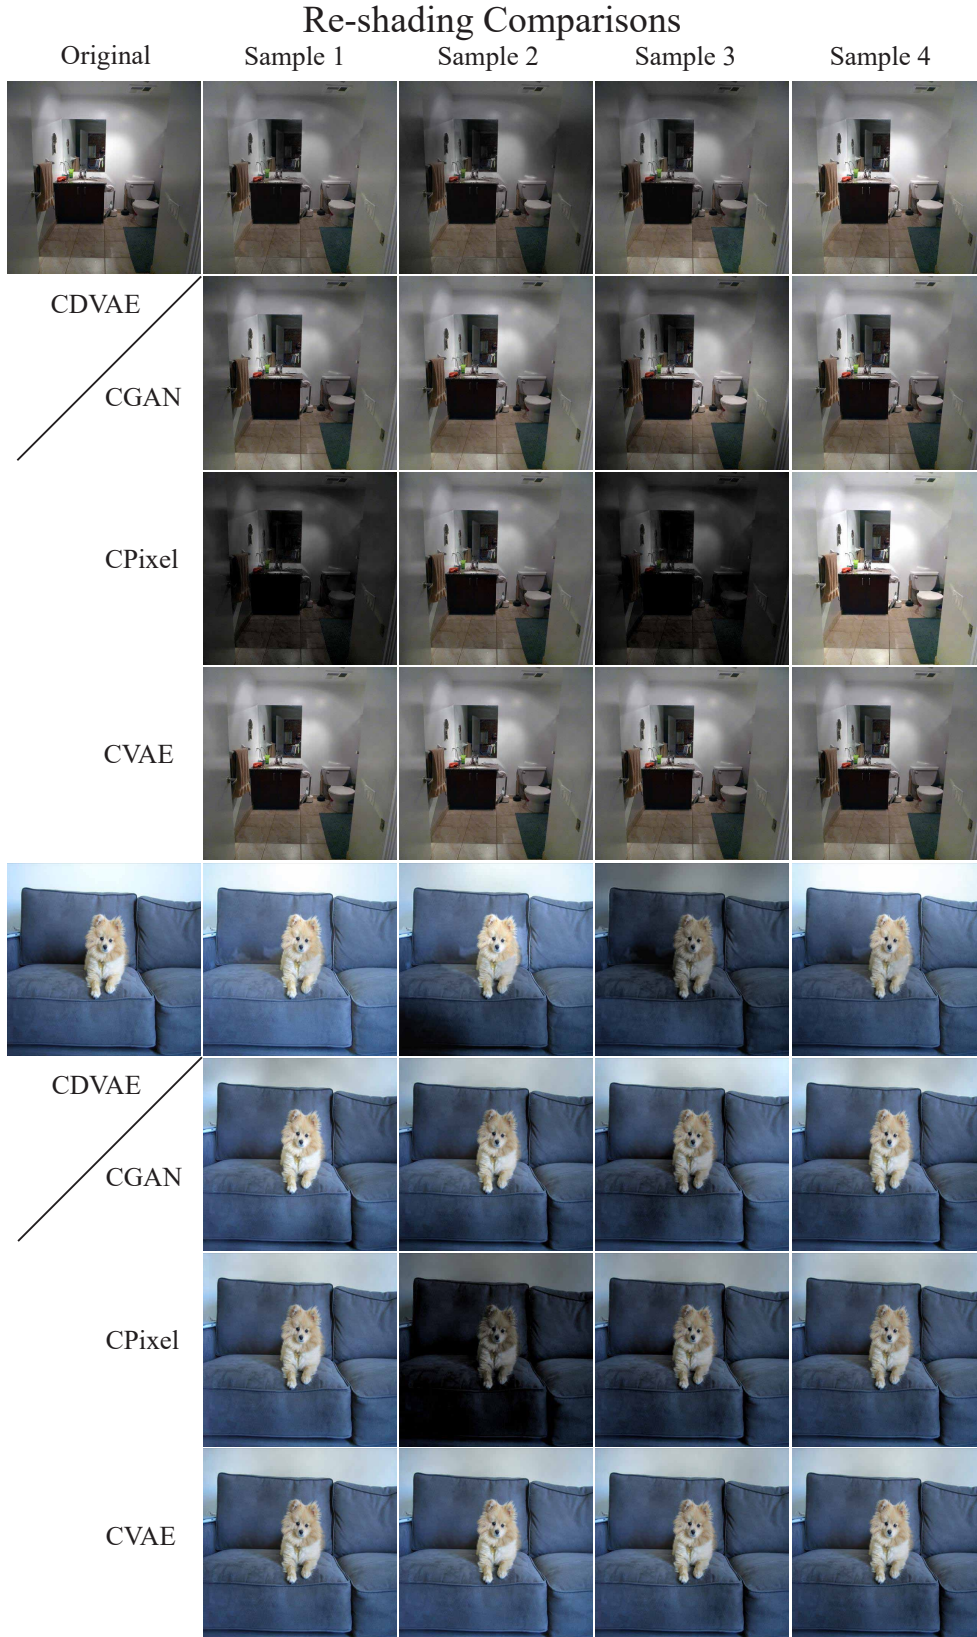 Re-shading Comparisons
Original Sample 1 Sample 2 Sample 3 Sample 4
CDVAE
CGAN
CPixel
CVAE
CDVAE
CGAN
CPixel
CVAE